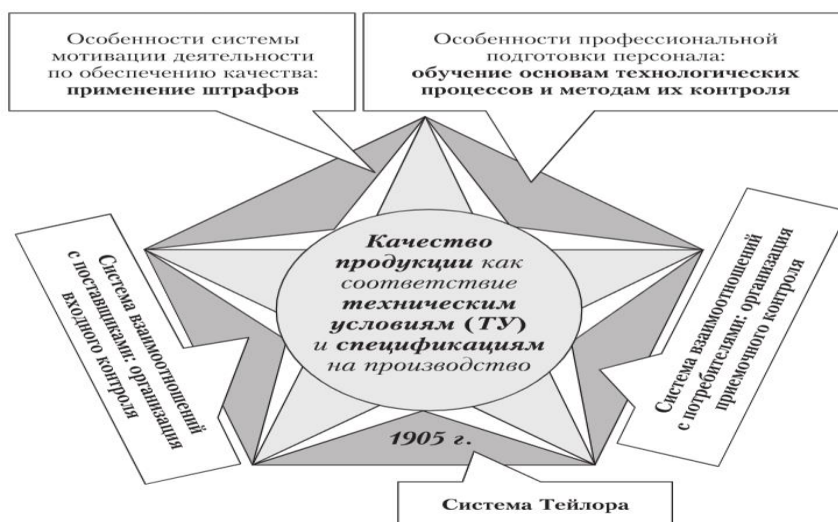 Особенности системы
мотивации деятельности
по обеспечению качества:
применение штрафов
Особенности профессиональной
подготовки персонала:
обучение основам технологических
процессов и методам их контроля
Система взаимоотношений
с поставщиками: организация
входного контроля
Качество
продукции как
соответствие
техническим
условиям (ТУ)
и спецификациям
на производство
Система взаимоотношений
с потребителями: организация
приемочного контроля
1905 г.
Система Тейлора